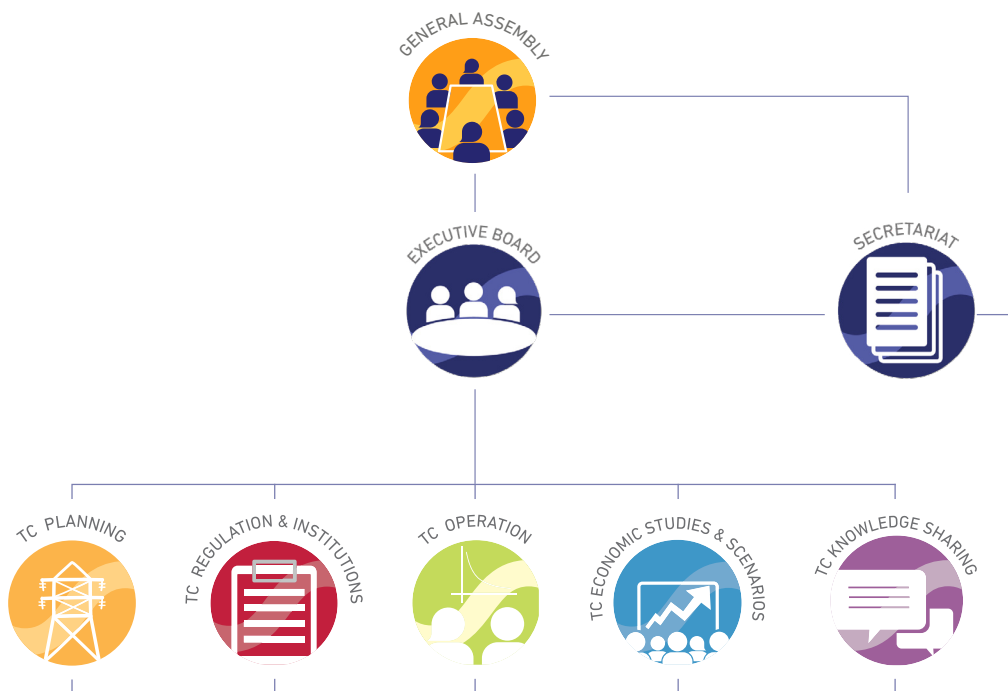 GENERAL ASSEMBLY
EXECUTIVE BOARD
SECRETARIAT
TC PLANNING
TC REGULATION & INSTITUTIONS
TC OPERATION
TC ECONOMIC STUDIES & SCENARIOS
TC KNOWLEDGE SHARING